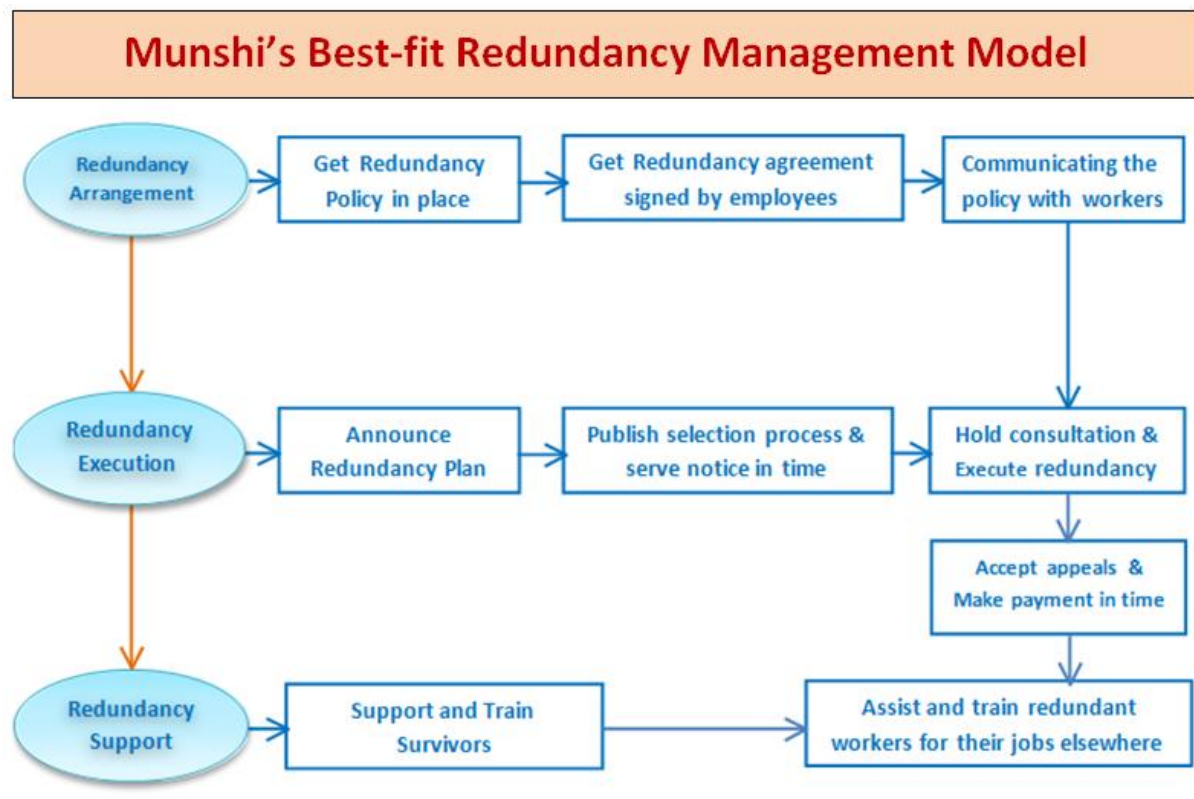 Munshi's Best-fit Redundancy Management Model
Redundancy
Arrangement
Get Redundancy
Policy in place
Get Redundancy agreement
signed by employees
Communicating the
policy with workers
Redundancy
Execution
Announce
Redundancy Plan
Publish selection process &
serve notice in time
Hold consultation &
Execute redundancy
Accept appeals &
Make payment in time
Redundancy
Support
Support and Train
Survivors
Assist and train redundant
workers for their jobs elsewhere